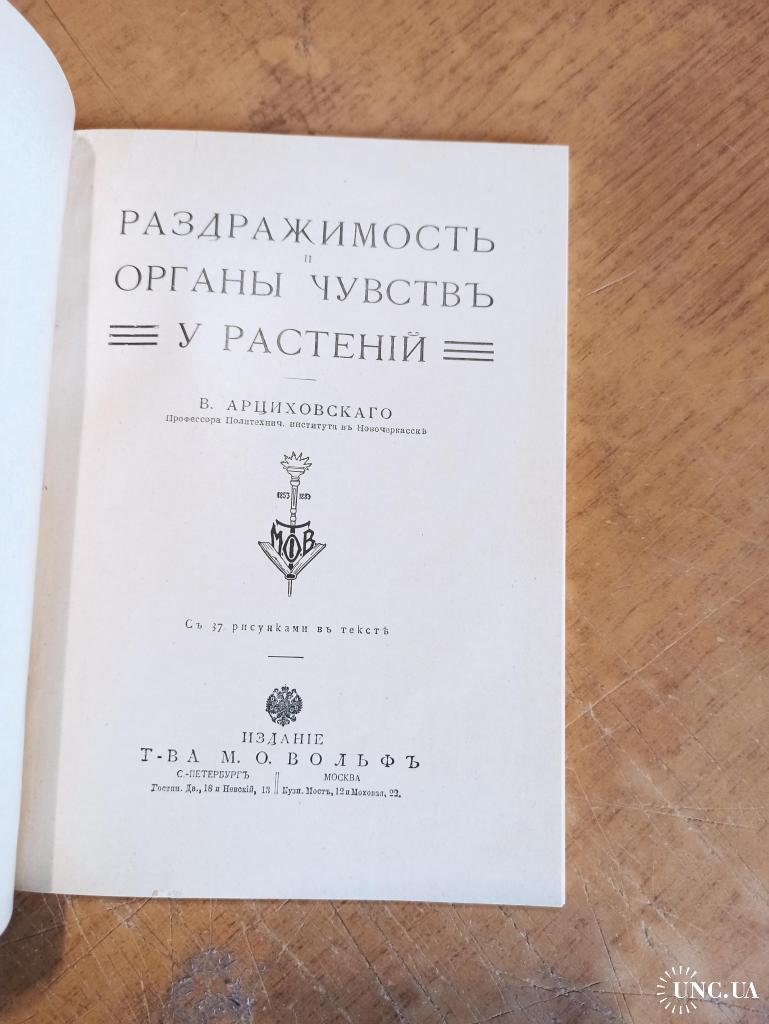 РАЗДРАЖИМОСТЬ
И
ОРГАНЫ ЧУВСТВЪ
У РАСТЕНІЙ
В. АРЦИХОВСКАГО
Профессора Политехнич. института въ Новочеркасскѣ
1853 1883
М.О.В
Съ 37 рисунками въ текстѣ
ИЗДАНІЕ
Т-ВА М. О. ВОЛЬФЪ
С.-ПЕТЕРБУРГЪ МОСКВА
Гостин. Дв., 18 и Невскій, 13 Кузн. Мостъ, 12 и Моховая, 22.
UNC.UA